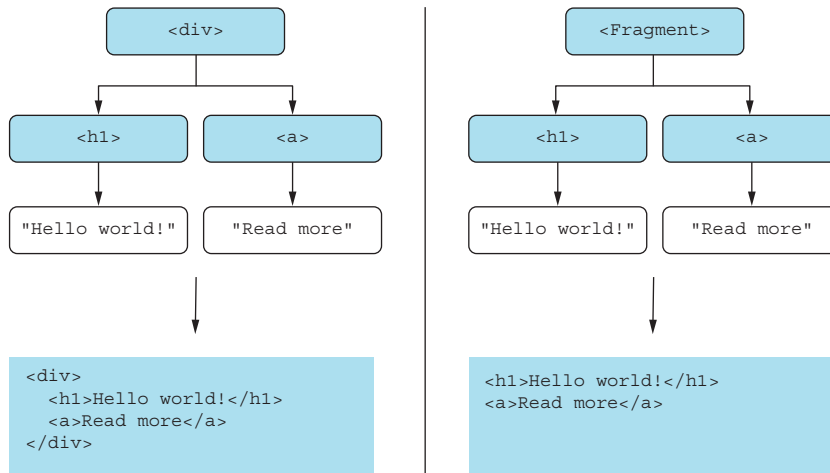 <div>
<h1>
<a>
"Hello world!"
"Read more"
<div>
  <h1>Hello world!</h1>
  <a>Read more</a>
</div>
<Fragment>
<h1>
<a>
"Hello world!"
"Read more"
<h1>Hello world!</h1>
<a>Read more</a>